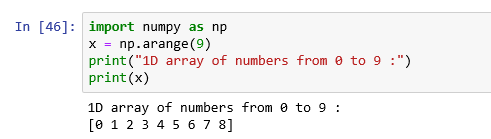 In [46]: import numpy as np
x = np.arange(9)
print("1D array of numbers from 0 to 9 :")
print(x)
1D array of numbers from 0 to 9 :
[0 1 2 3 4 5 6 7 8]